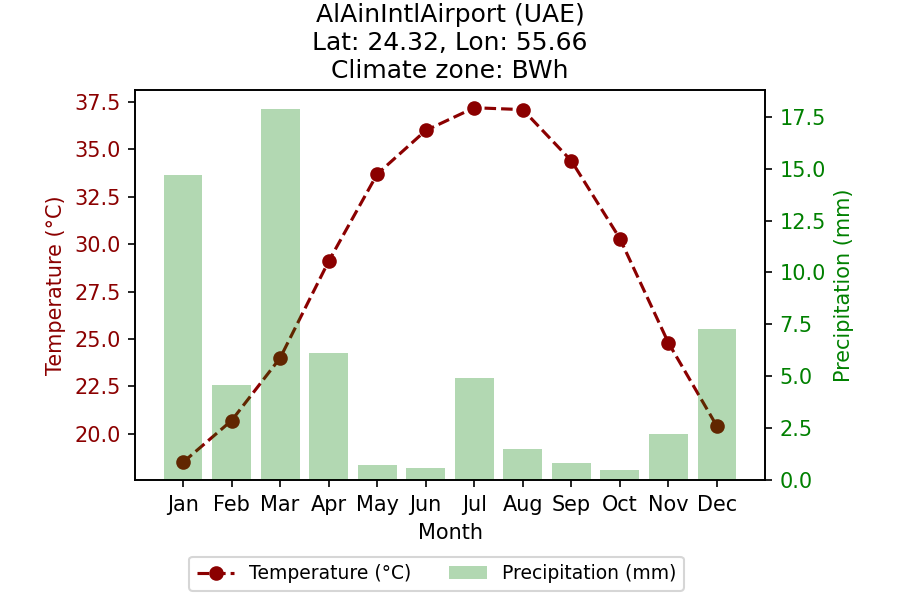 AlAinIntlAirport (UAE)
Lat: 24.32, Lon: 55.66
Climate zone: BWh
37.5
35.0
32.5
30.0
27.5
25.0
22.5
20.0
Temperature (°C)
17.5
15.0
12.5
10.0
7.5
5.0
2.5
0.0
Precipitation (mm)
Jan Feb Mar Apr May Jun Jul Aug Sep Oct Nov Dec
Month
Temperature (°C) Precipitation (mm)